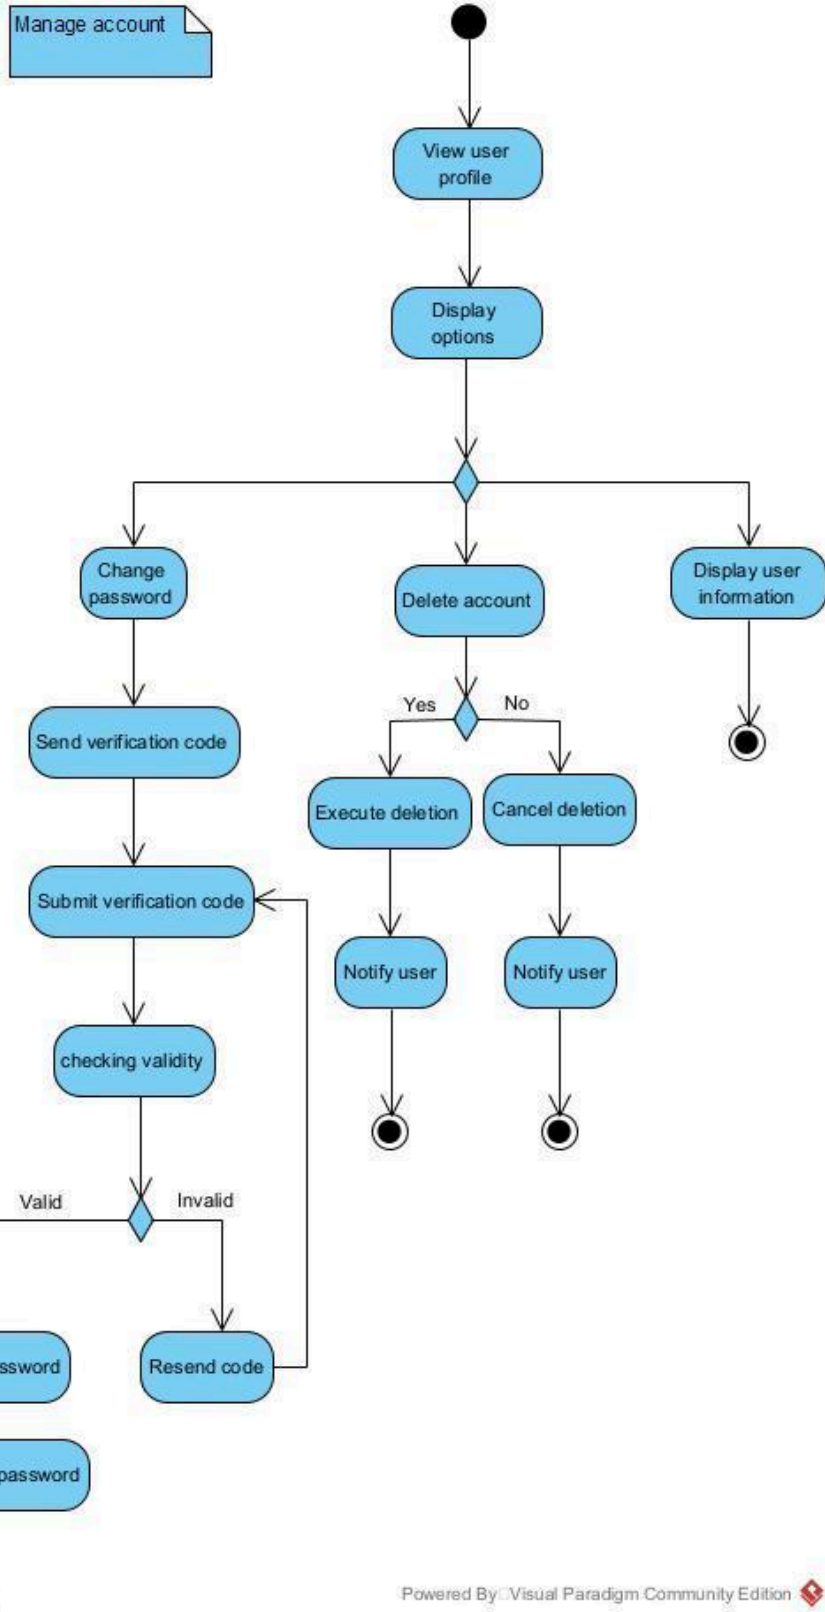 Manage account
View user
profile
Display
options
Change
password
Delete account
Display user
information
Yes
No
Send verification code
Execute deletion
Cancel deletion
Submit verification code
Notify user
Notify user
checking validity
Valid
Invalid
ssword
Resend code
password
Powered By Visual Paradigm Community Edition